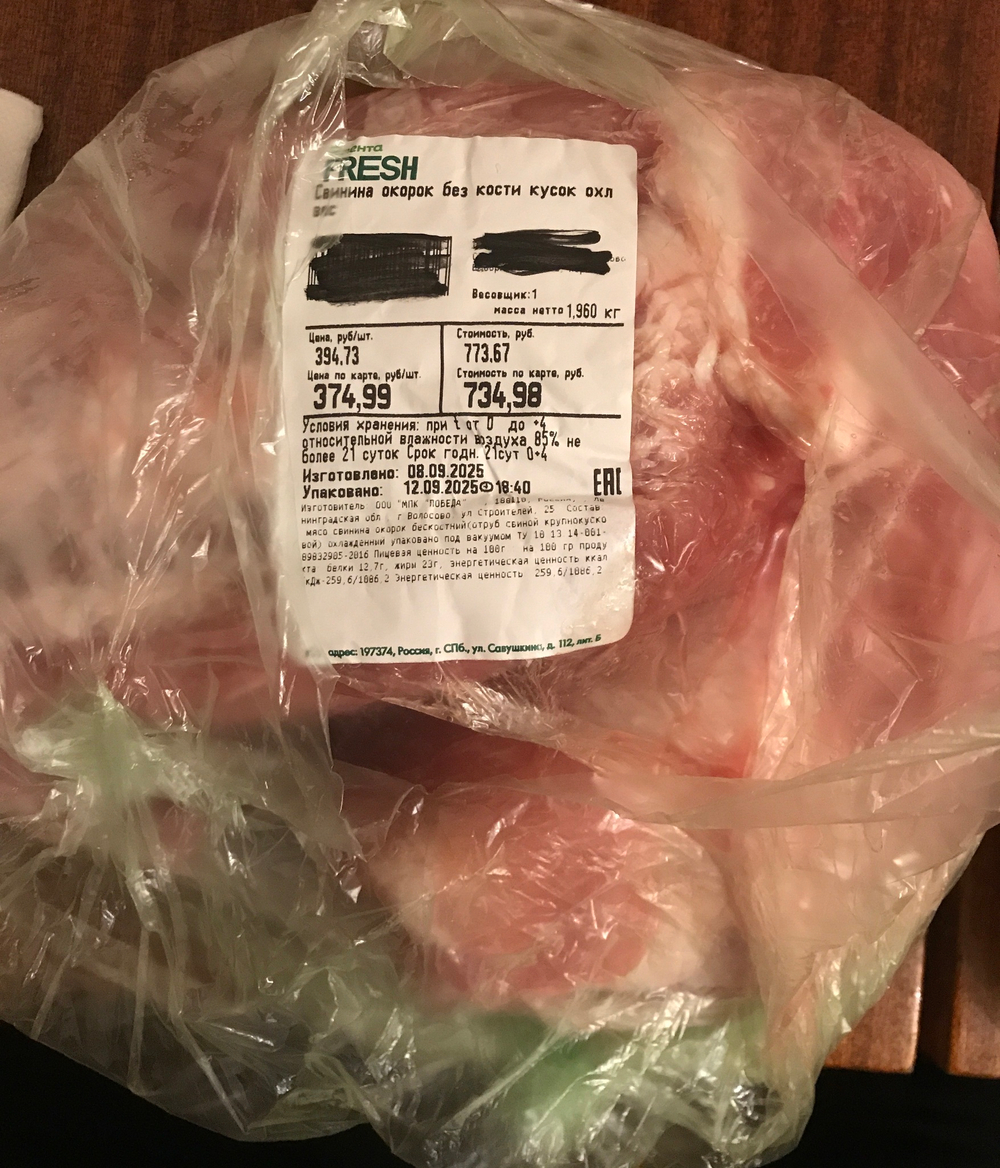 FRESH
Свинина окорок без кости кусок охл
вес
Весовщик:1
масса нетто 1,960 кг
Цена, руб/шт.
394,73
Цена по карте, руб/шт.
374,99
Стоимость, руб.
773.67
Стоимость по карте, руб.
734,98
Условия хранения: при t от 0 до +4
относительной влажности воздуха 85% не
более 21 суток Срок годн. 21сут 0+4
Изготовлено: 08.09.2025
Упаковано: 12.09.2025 18:40
EAC
Изготовитель ООО "МПК "ПОБЕДА"
нинградская обл г Волосово ул Строителей, 25 Состав
мясо свинина окорок бескостный(отруб свиной крупнокуско
вой) охлажденный упаковано под вакуумом ТУ 10 13 14-001-
89832985-2016 Пищевая ценность на 100г на 100 гр проду
кта белки 12,7г, жиры 23г, энергетическая ценность ккал
кДж-259,6/1086,2 Энергетическая ценность 259,6/1086,2
адрес: 197374, Россия, г. СПб., ул. Савушкина, д. 112, лит. Б